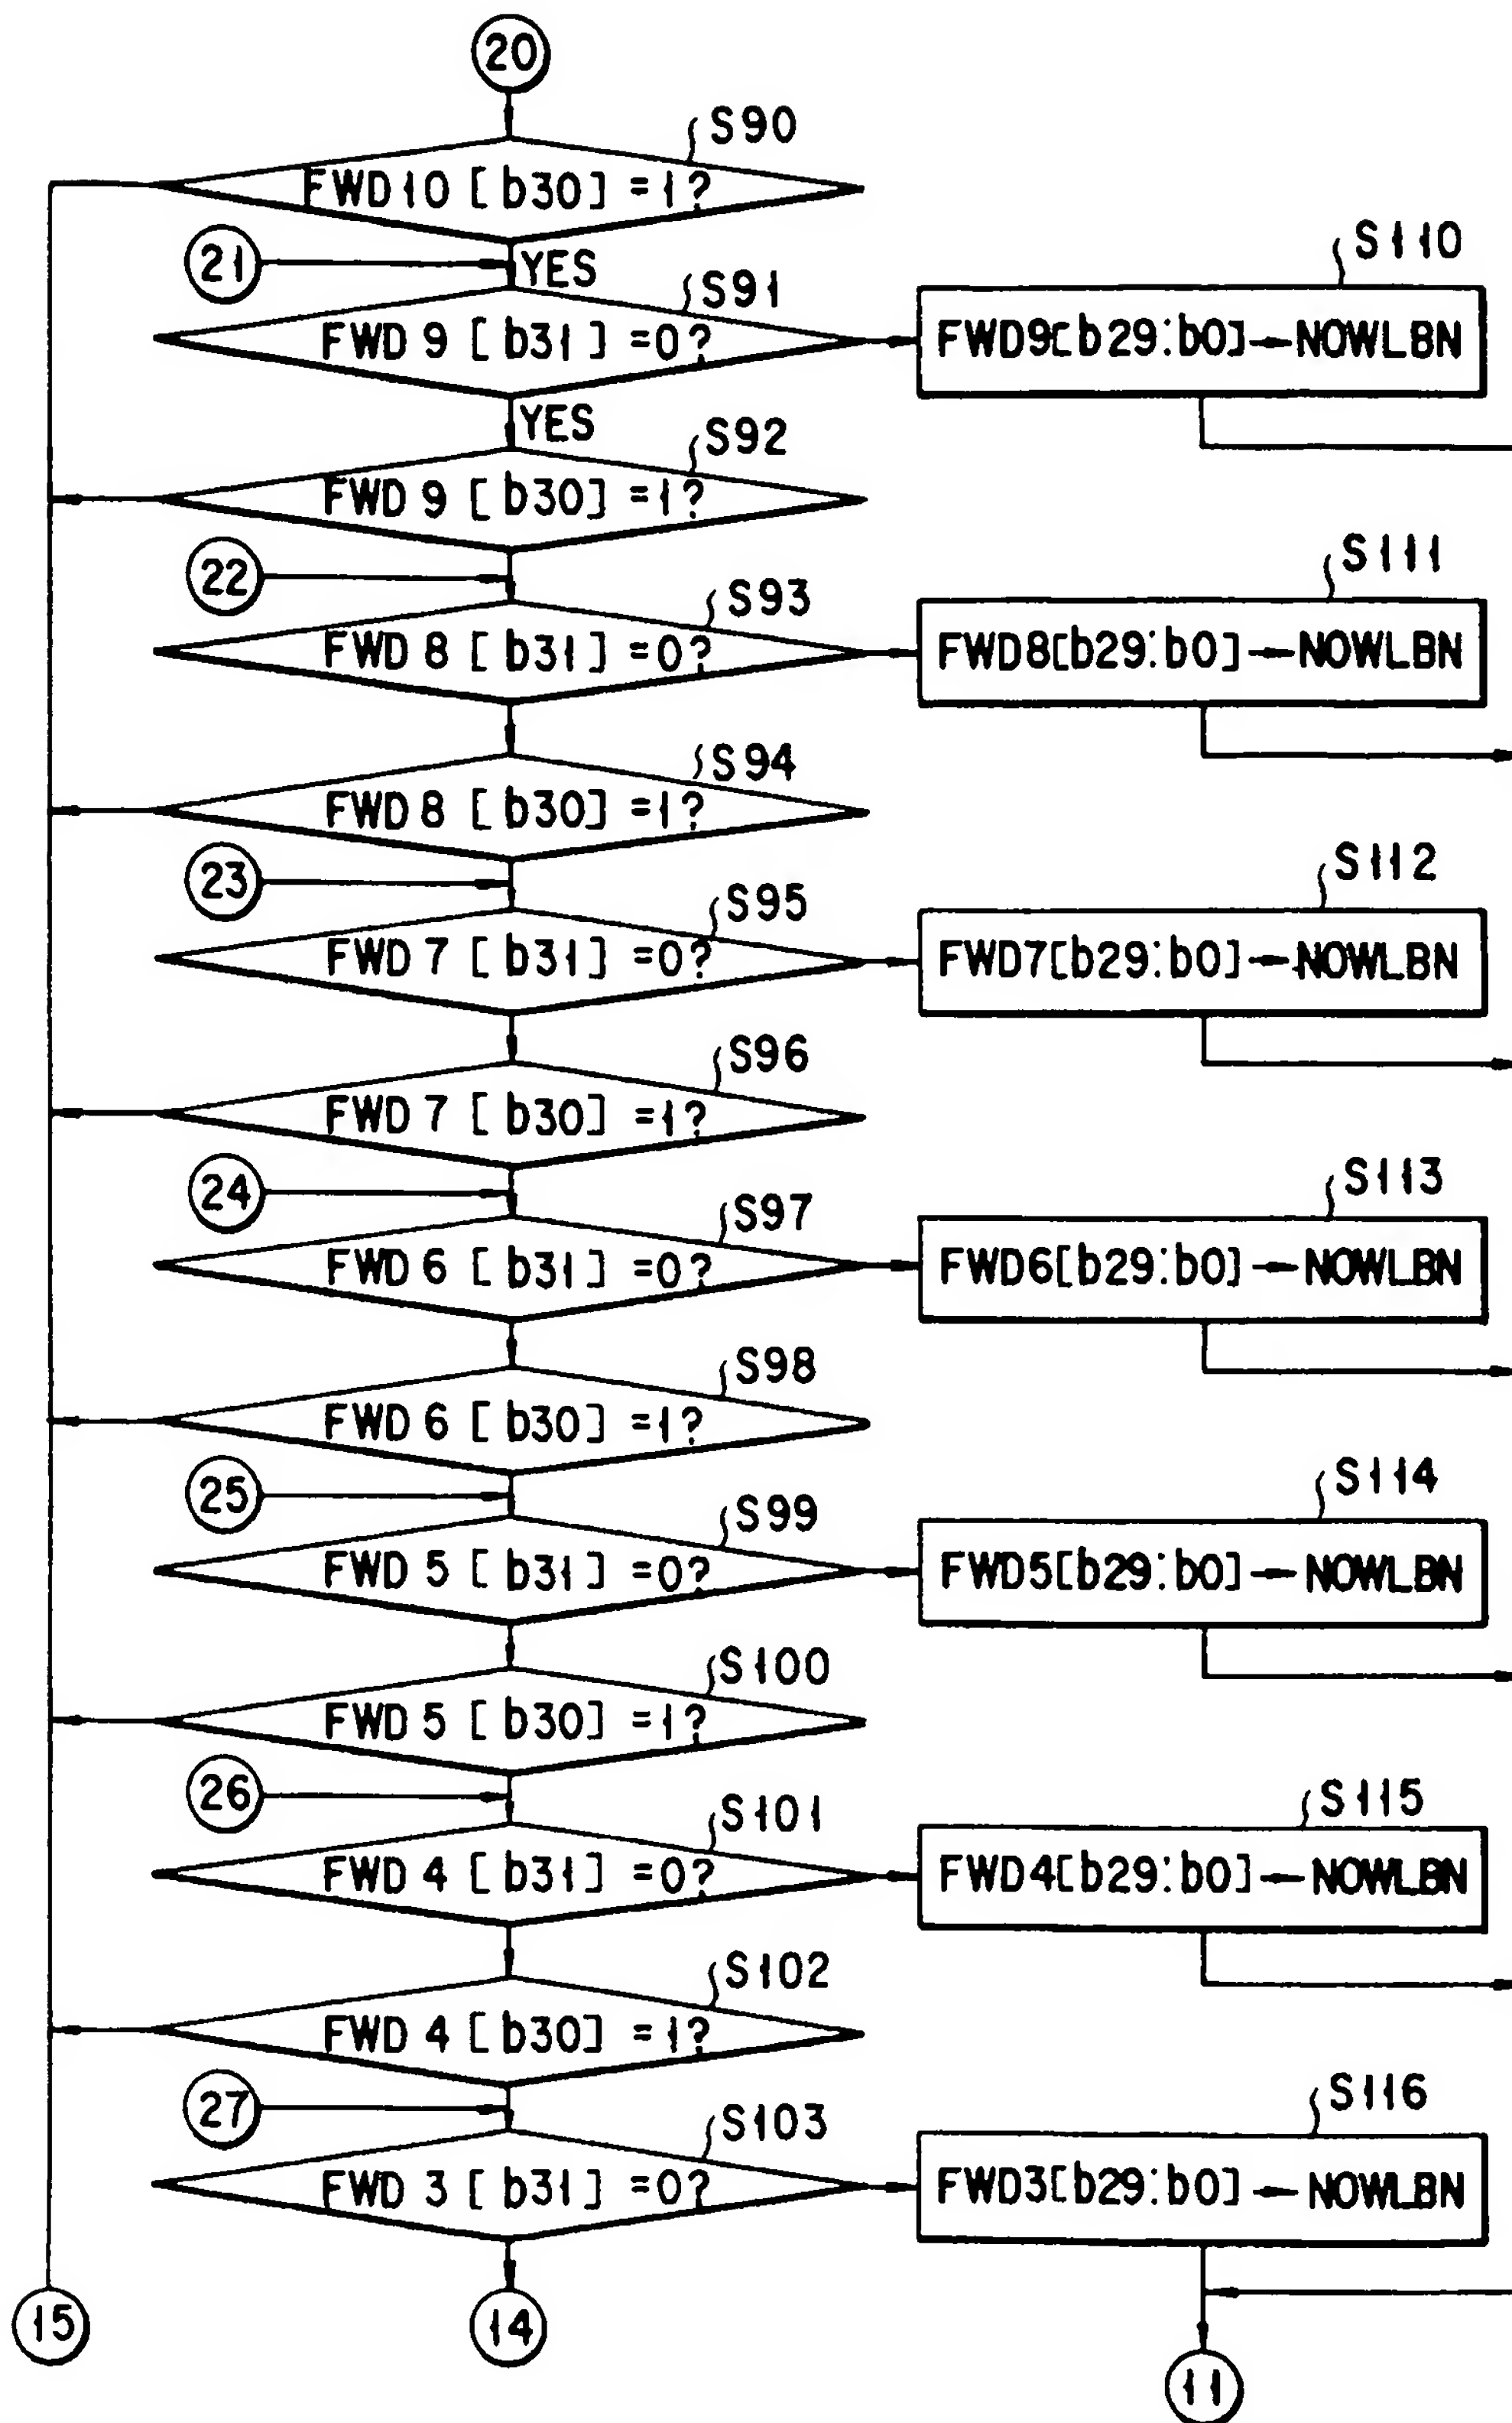 20
S90
FWD10 [b30] =1?
21
YES
S91
S110
FWD 9 [b31] =0?
FWD9[b29:b0]→NOWLBN
YES
S92
FWD 9 [b30] =1?
22
S93
S111
FWD 8 [b31] =0?
FWD8[b29:b0]→NOWLBN
S94
FWD 8 [b30] =1?
23
S95
S112
FWD 7 [b31] =0?
FWD7[b29:b0]→NOWLBN
S96
FWD 7 [b30] =1?
24
S97
S113
FWD 6 [b31] =0?
FWD6[b29:b0]→NOWLBN
S98
FWD 6 [b30] =1?
25
S99
S114
FWD 5 [b31] =0?
FWD5[b29:b0]→NOWLBN
S100
FWD 5 [b30] =1?
26
S101
S115
FWD 4 [b31] =0?
FWD4[b29:b0]←NOWLBN
S102
FWD 4 [b30] =1?
27
S103
S116
FWD 3 [b31] =0?
FWD3[b29:b0]→NOWLBN
15
14
11